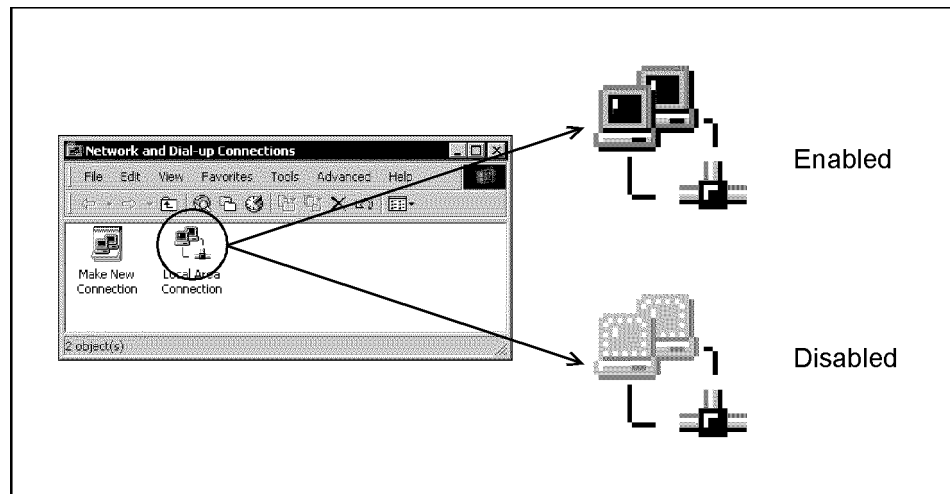 Network and Dial-up Connections
File Edit View Favorites Tools Advanced Help
Make New Connection
Local Area Connection
2 object(s)
Enabled
Disabled